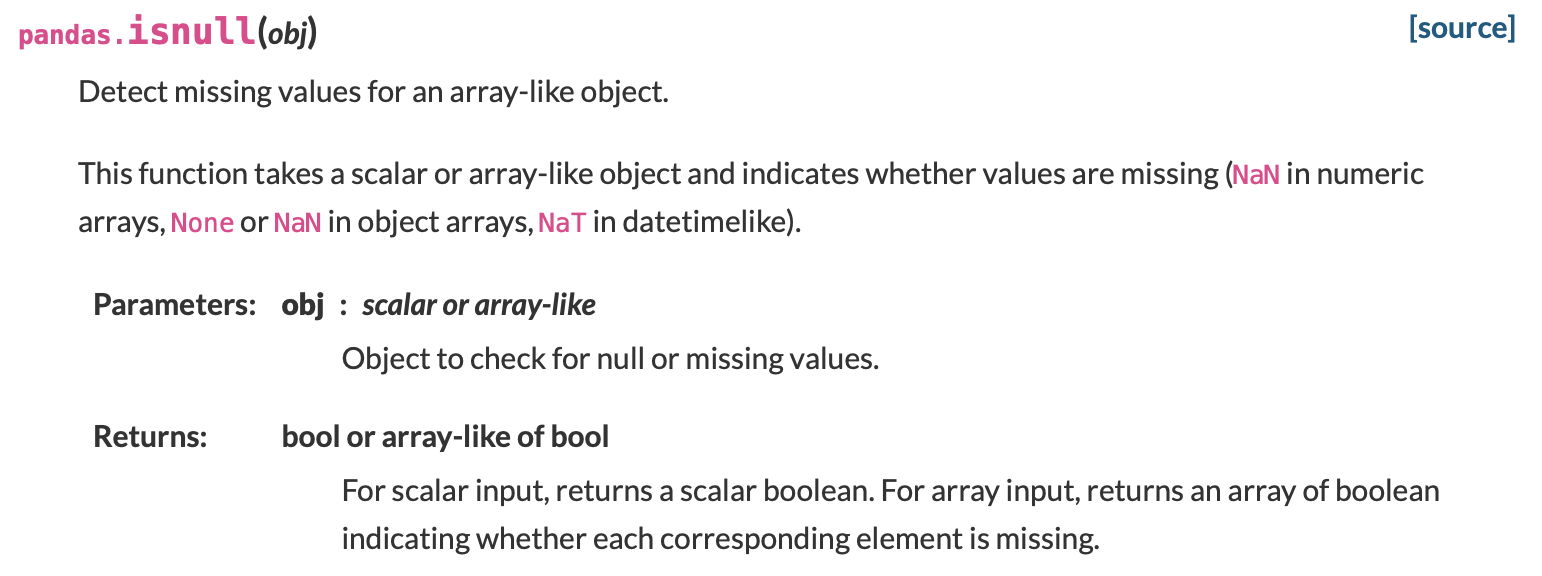 pandas.isnull(obj) [source]
Detect missing values for an array-like object.
This function takes a scalar or array-like object and indicates whether values are missing (NaN in numeric
arrays, None or NaN in object arrays, NaT in datetimelike).
Parameters: obj : scalar or array-like
Object to check for null or missing values.
Returns: bool or array-like of bool
For scalar input, returns a scalar boolean. For array input, returns an array of boolean
indicating whether each corresponding element is missing.